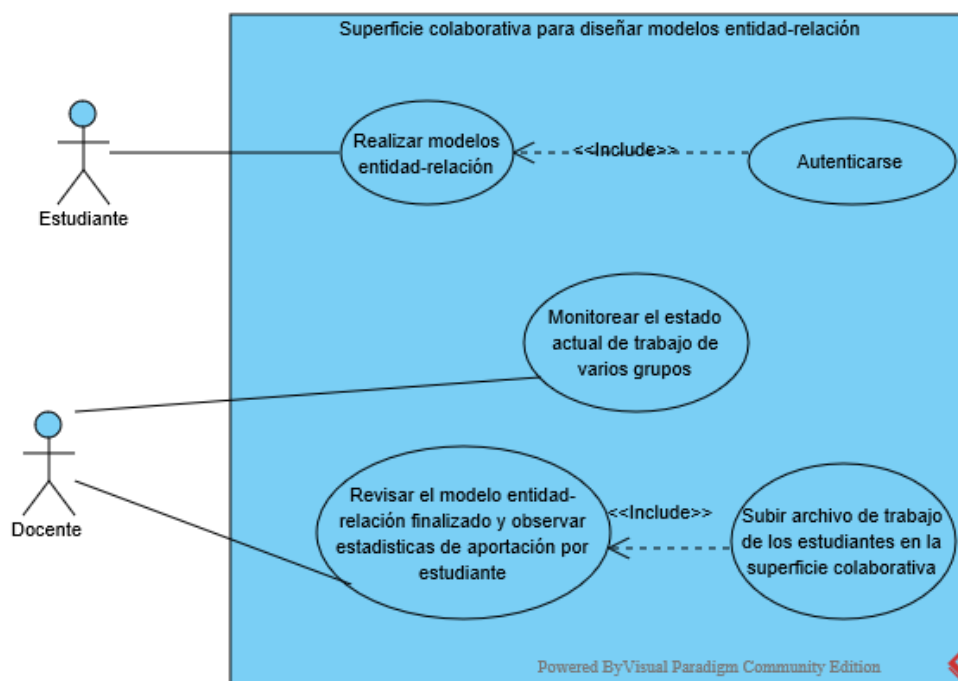 Superficie colaborativa para diseñar modelos entidad-relación
Realizar modelos
entidad-relación
<<Include>>
Autenticarse
Estudiante
Monitorear el estado
actual de trabajo de
varios grupos
Docente
Revisar el modelo entidad-
relación finalizado y observar
estadisticas de aportación por
estudiante
<<Include>>
Subir archivo de trabajo
de los estudiantes en la
superficie colaborativa
Powered ByVisual Paradigm Community Edition